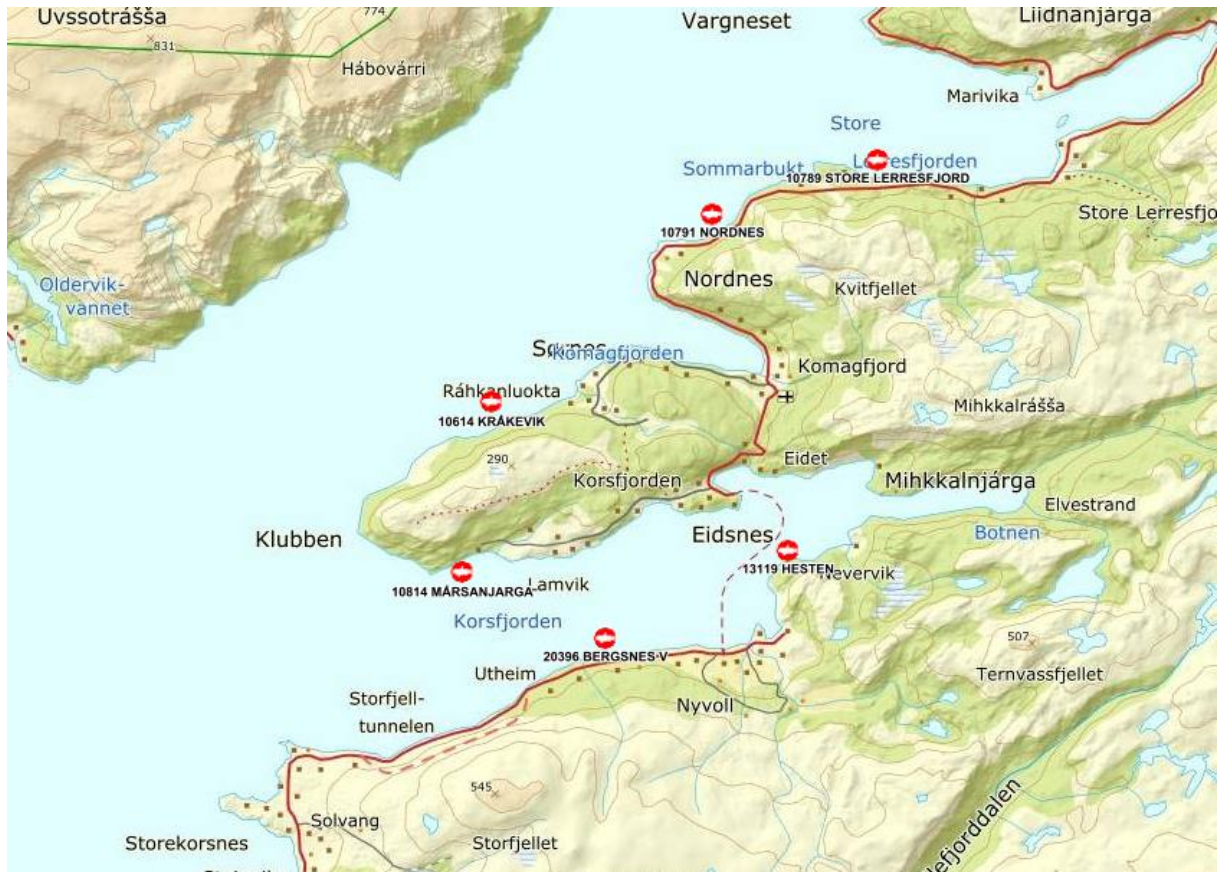 Uvssotrášša
774
Vargneset
Liidnanjárga
831
Hábovárri
Marivika
Store
Lerresfjorden
Sommarbukt
10789 STORE LERRESFJORD
10791 NORDNES
Store Lerresfjo
Oldervik-
vannet
Nordnes
Kvitfjellet
Sørnes
Komagfjorden
Komagfjord
Ráhkanluokta
10614 KRÅKEVIK
Mihkkalrášša
290
Eidet
Korsfjorden
Mihkkalnjárga
Elvestrand
Klubben
Eidsnes
Botnen
13119 HESTEN
Nevervik
10814 MÁRSANJARGA
Lamvik
Korsfjorden
507
20396 BERGSNES V
Utheim
Ternvassfjellet
Storfjell-
tunnelen
Nyvoll
545
Solvang
Storekorsnes
Storfjellet
lefjorddalen